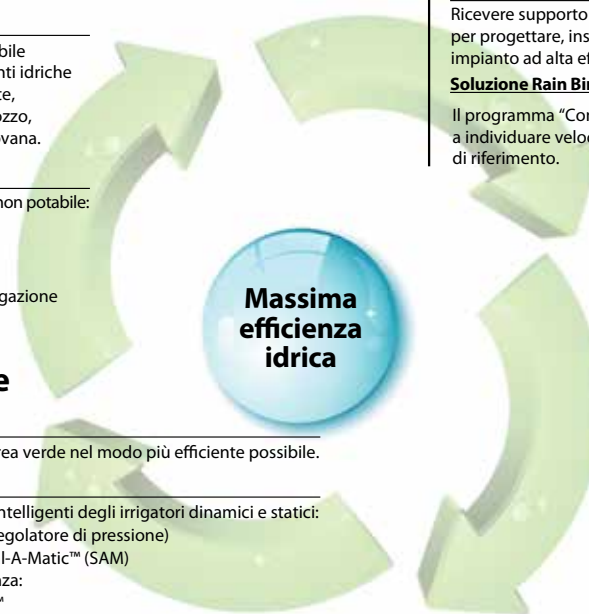 bile
nti idriche
te,
ozzo,
vana.
non potabile:
gazione
e
rea verde nel modo più efficiente possibile.
ntelligenti degli irrigatori dinamici e statici:
egolatore di pressione)
l-A-Matic™ (SAM)
nza:
Massima
efficienza
idrica
Ricevere supporto
per progettare, ins
impianto ad alta ef
Soluzione Rain Bir
Il programma “Con
a individuare veloc
di riferimento.